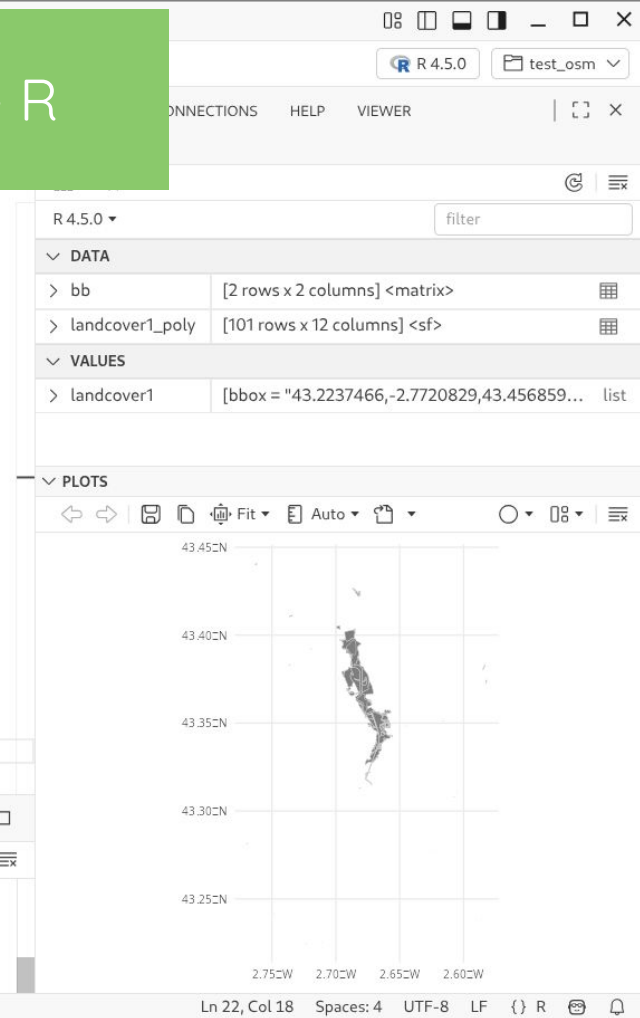 R
R 4.5.0
test_osm
NNECTIONS HELP VIEWER
R 4.5.0
filter
DATA
bb [2 rows x 2 columns] <matrix>
landcover1_poly [101 rows x 12 columns] <sf>
VALUES
landcover1 [bbox = "43.2237466,-2.7720829,43.456859... list
PLOTS
Fit Auto
43.45 N
43.40 N
43.35 N
43.30 N
43.25 N
2.75 W 2.70 W 2.65 W 2.60 W
Ln 22, Col 18 Spaces: 4 UTF-8 LF {} R